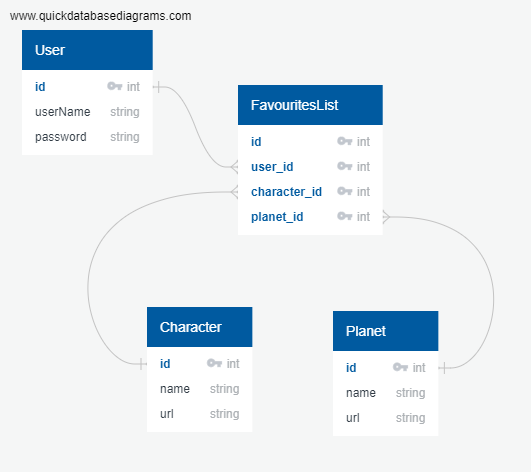 www.quickdatabasediagrams.com
User
id int
userName string
password string
FavouritesList
id int
user_id int
character_id int
planet_id int
Character
id int
name string
url string
Planet
id int
name string
url string